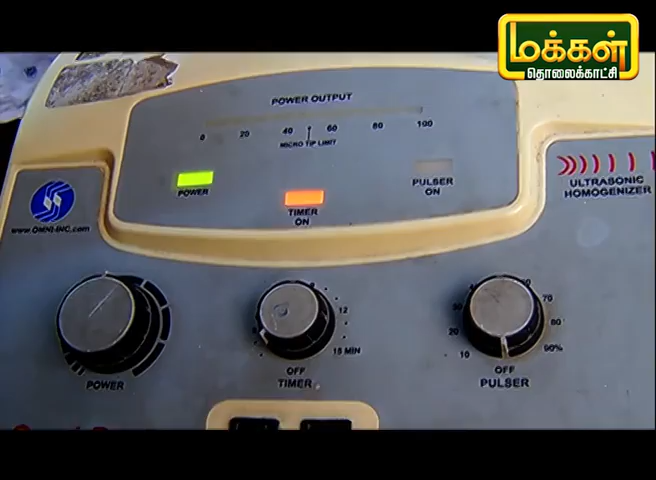 மக்கள்
தொலைக்காட்சி
POWER OUTPUT
0 20 40 60 80 100
MICRO TIP LIMIT
POWER
TIMER
ON
PULSER
ON
ULTRASONIC
HOMOGENIZER
www.OMNI-INC.com
POWER
12
15 MIN
OFF
TIMER
10
20
30
70
80
90%
OFF
PULSER